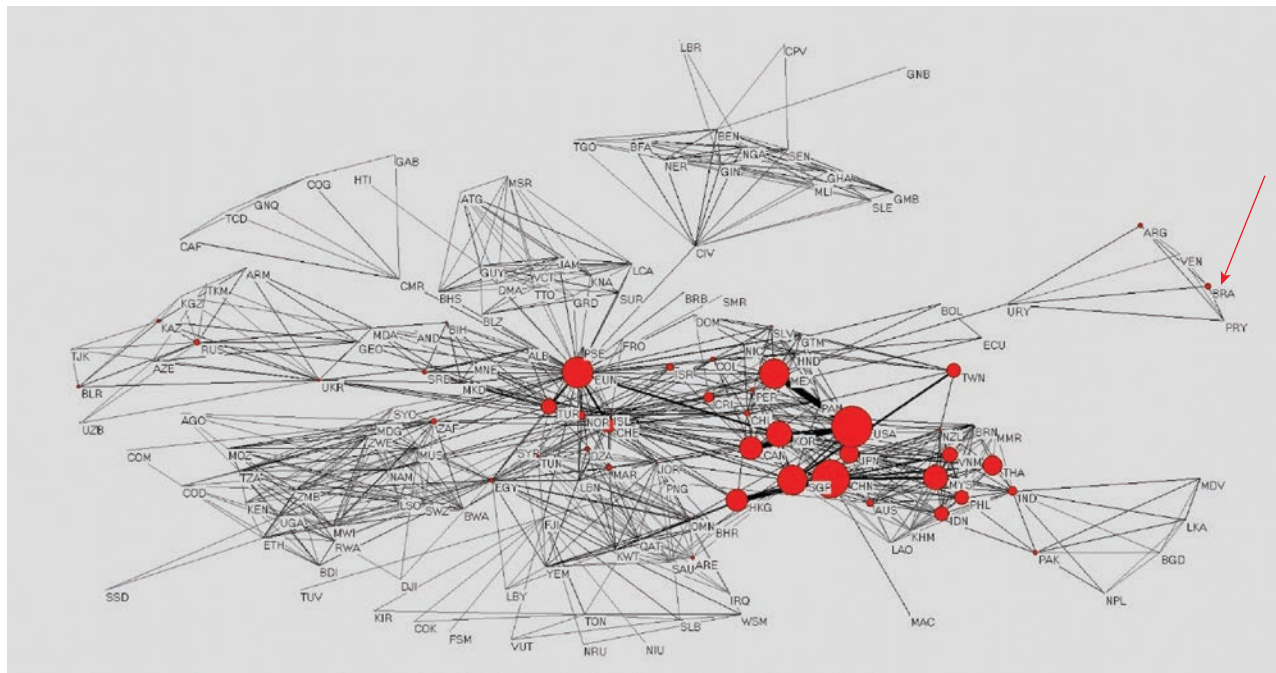 LBR
CPV
GNB
BEN
TGO
BFA
NGA
SEN
NER
GIN
GHA
MLI
GMB
SLE
CIV
GAB
HTI
COG
GNQ
TCD
CAF
CMR
MSR
ATG
GUY
JAM
VCT
LCA
KNA
DMA
TTO
BHS
GRD
SUR
BLZ
ARG
VEN
BRA
URY
PRY
ARM
TKM
KGZ
KAZ
RUS
TJK
AZE
BLR
UKR
UZB
MDA
GEO
AND
BIH
ALB
MNE
SRB
MKD
BRB
SMR
DOM
FRO
PSE
EUN
ISR
COL
SLV
GTM
NIC
HND
MEX
BOL
ECU
TWN
CRI
PER
PAN
CHL
TUR
NOR
ISL
CHE
KOR
USA
CAN
JPN
NZL
BRN
MMR
VNM
THA
AGO
SYC
MDG
ZAF
ZWE
COM
MOZ
MUS
TZA
NAM
COD
ZMB
KEN
LSO
SWZ
BWA
UGA
MWI
ETH
RWA
BDI
SYR
TUN
DZA
MAR
JOR
EGY
LBN
PNG
SGP
CHN
MYS
PHL
IND
HKG
AUS
IDN
KHM
LAO
MDV
LKA
PAK
BGD
NPL
FJI
OMN
BHR
QAT
KWT
SAU
ARE
YEM
DJI
LBY
IRQ
SSD
TUV
KIR
COK
FSM
VUT
TON
NRU
NIU
SLB
WSM
MAC